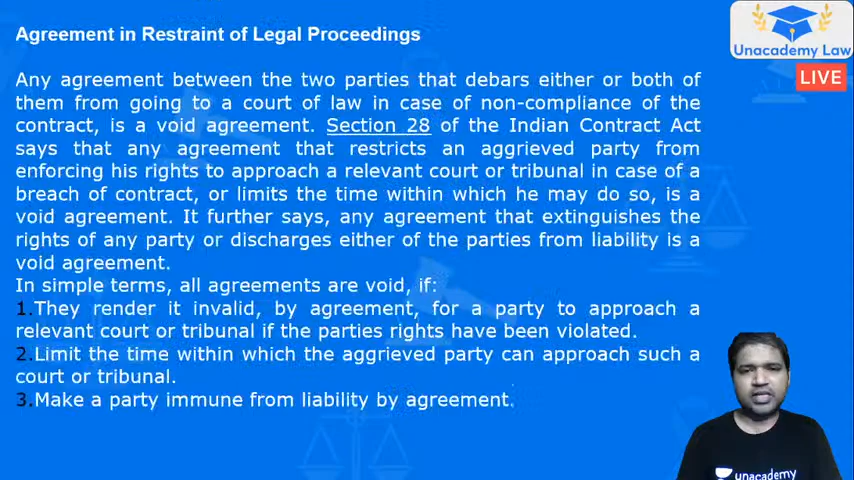 Agreement in Restraint of Legal Proceedings
Unacademy Law
LIVE
Any agreement between the two parties that debars either or both of
them from going to a court of law in case of non-compliance of the
contract, is a void agreement. Section 28 of the Indian Contract Act
says that any agreement that restricts an aggrieved party from
enforcing his rights to approach a relevant court or tribunal in case of a
breach of contract, or limits the time within which he may do so, is a
void agreement. It further says, any agreement that extinguishes the
rights of any party or discharges either of the parties from liability is a
void agreement.
In simple terms, all agreements are void, if:
1.They render it invalid, by agreement, for a party to approach a
relevant court or tribunal if the parties rights have been violated.
2.Limit the time within which the aggrieved party can approach such a
court or tribunal.
3.Make a party immune from liability by agreement.
unacademy